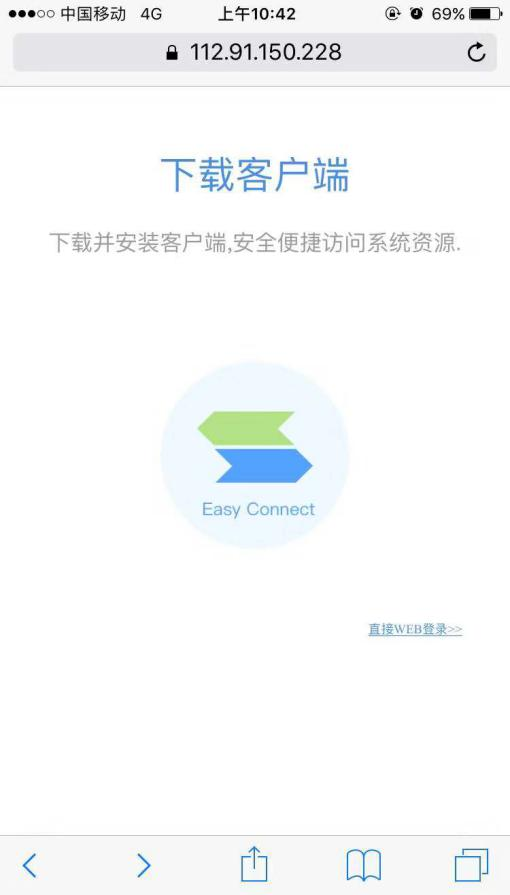 中国移动 4G 上午10:42 69%
112.91.150.228
下载客户端
下载并安装客户端,安全便捷访问系统资源.
Easy Connect
直接WEB登录>>